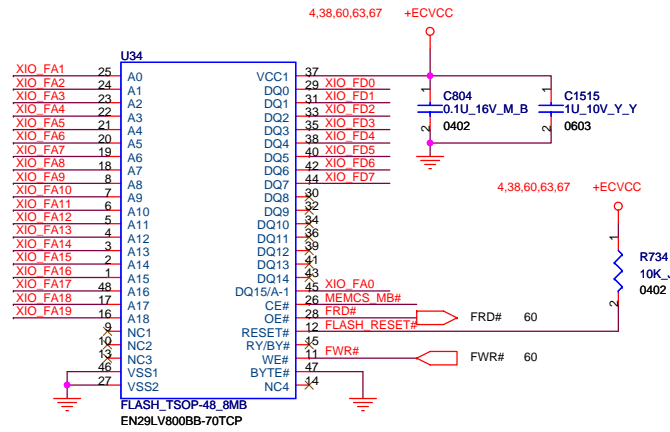 4,38,60,63,67 +ECVCC
U34
XIO_FA1 25 A0 VCC1 37
XIO_FA2 24 A1 DQ0 29 XIO_FD0
XIO_FA3 23 A2 DQ1 31 XIO_FD1
XIO_FA4 22 A3 DQ2 33 XIO_FD2
XIO_FA5 21 A4 DQ3 35 XIO_FD3
XIO_FA6 20 A5 DQ4 38 XIO_FD4
XIO_FA7 19 A6 DQ5 40 XIO_FD5
XIO_FA8 18 A7 DQ6 42 XIO_FD6
XIO_FA9 8 A8 DQ7 44 XIO_FD7
XIO_FA10 7 A9 DQ8 30
XIO_FA11 6 A10 DQ9 32
XIO_FA12 5 A11 DQ10 34
XIO_FA13 4 A12 DQ11 36
XIO_FA14 3 A13 DQ12 39
XIO_FA15 2 A14 DQ13 41
XIO_FA16 1 A15 DQ14 43
XIO_FA17 48 A16 DQ15/A-1 45 XIO_FA0
XIO_FA18 17 A17 CE# 26 MEMCS_MB#
XIO_FA19 16 A18 OE# 28 FRD# FRD# 60
9 NC1 RESET# 12 FLASH_RESET#
10 NC2 RY/BY# 15
13 NC3 WE# 11 FWR# FWR# 60
46 VSS1 BYTE# 47
27 VSS2 NC4 14
FLASH_TSOP-48_8MB
EN29LV800BB-70TCP
1 C804
0.1U_16V_M_B
2 0402
1 C1515
1U_10V_Y_Y
2 0603
4,38,60,63,67 +ECVCC
1
R734
10K_J
0402
2